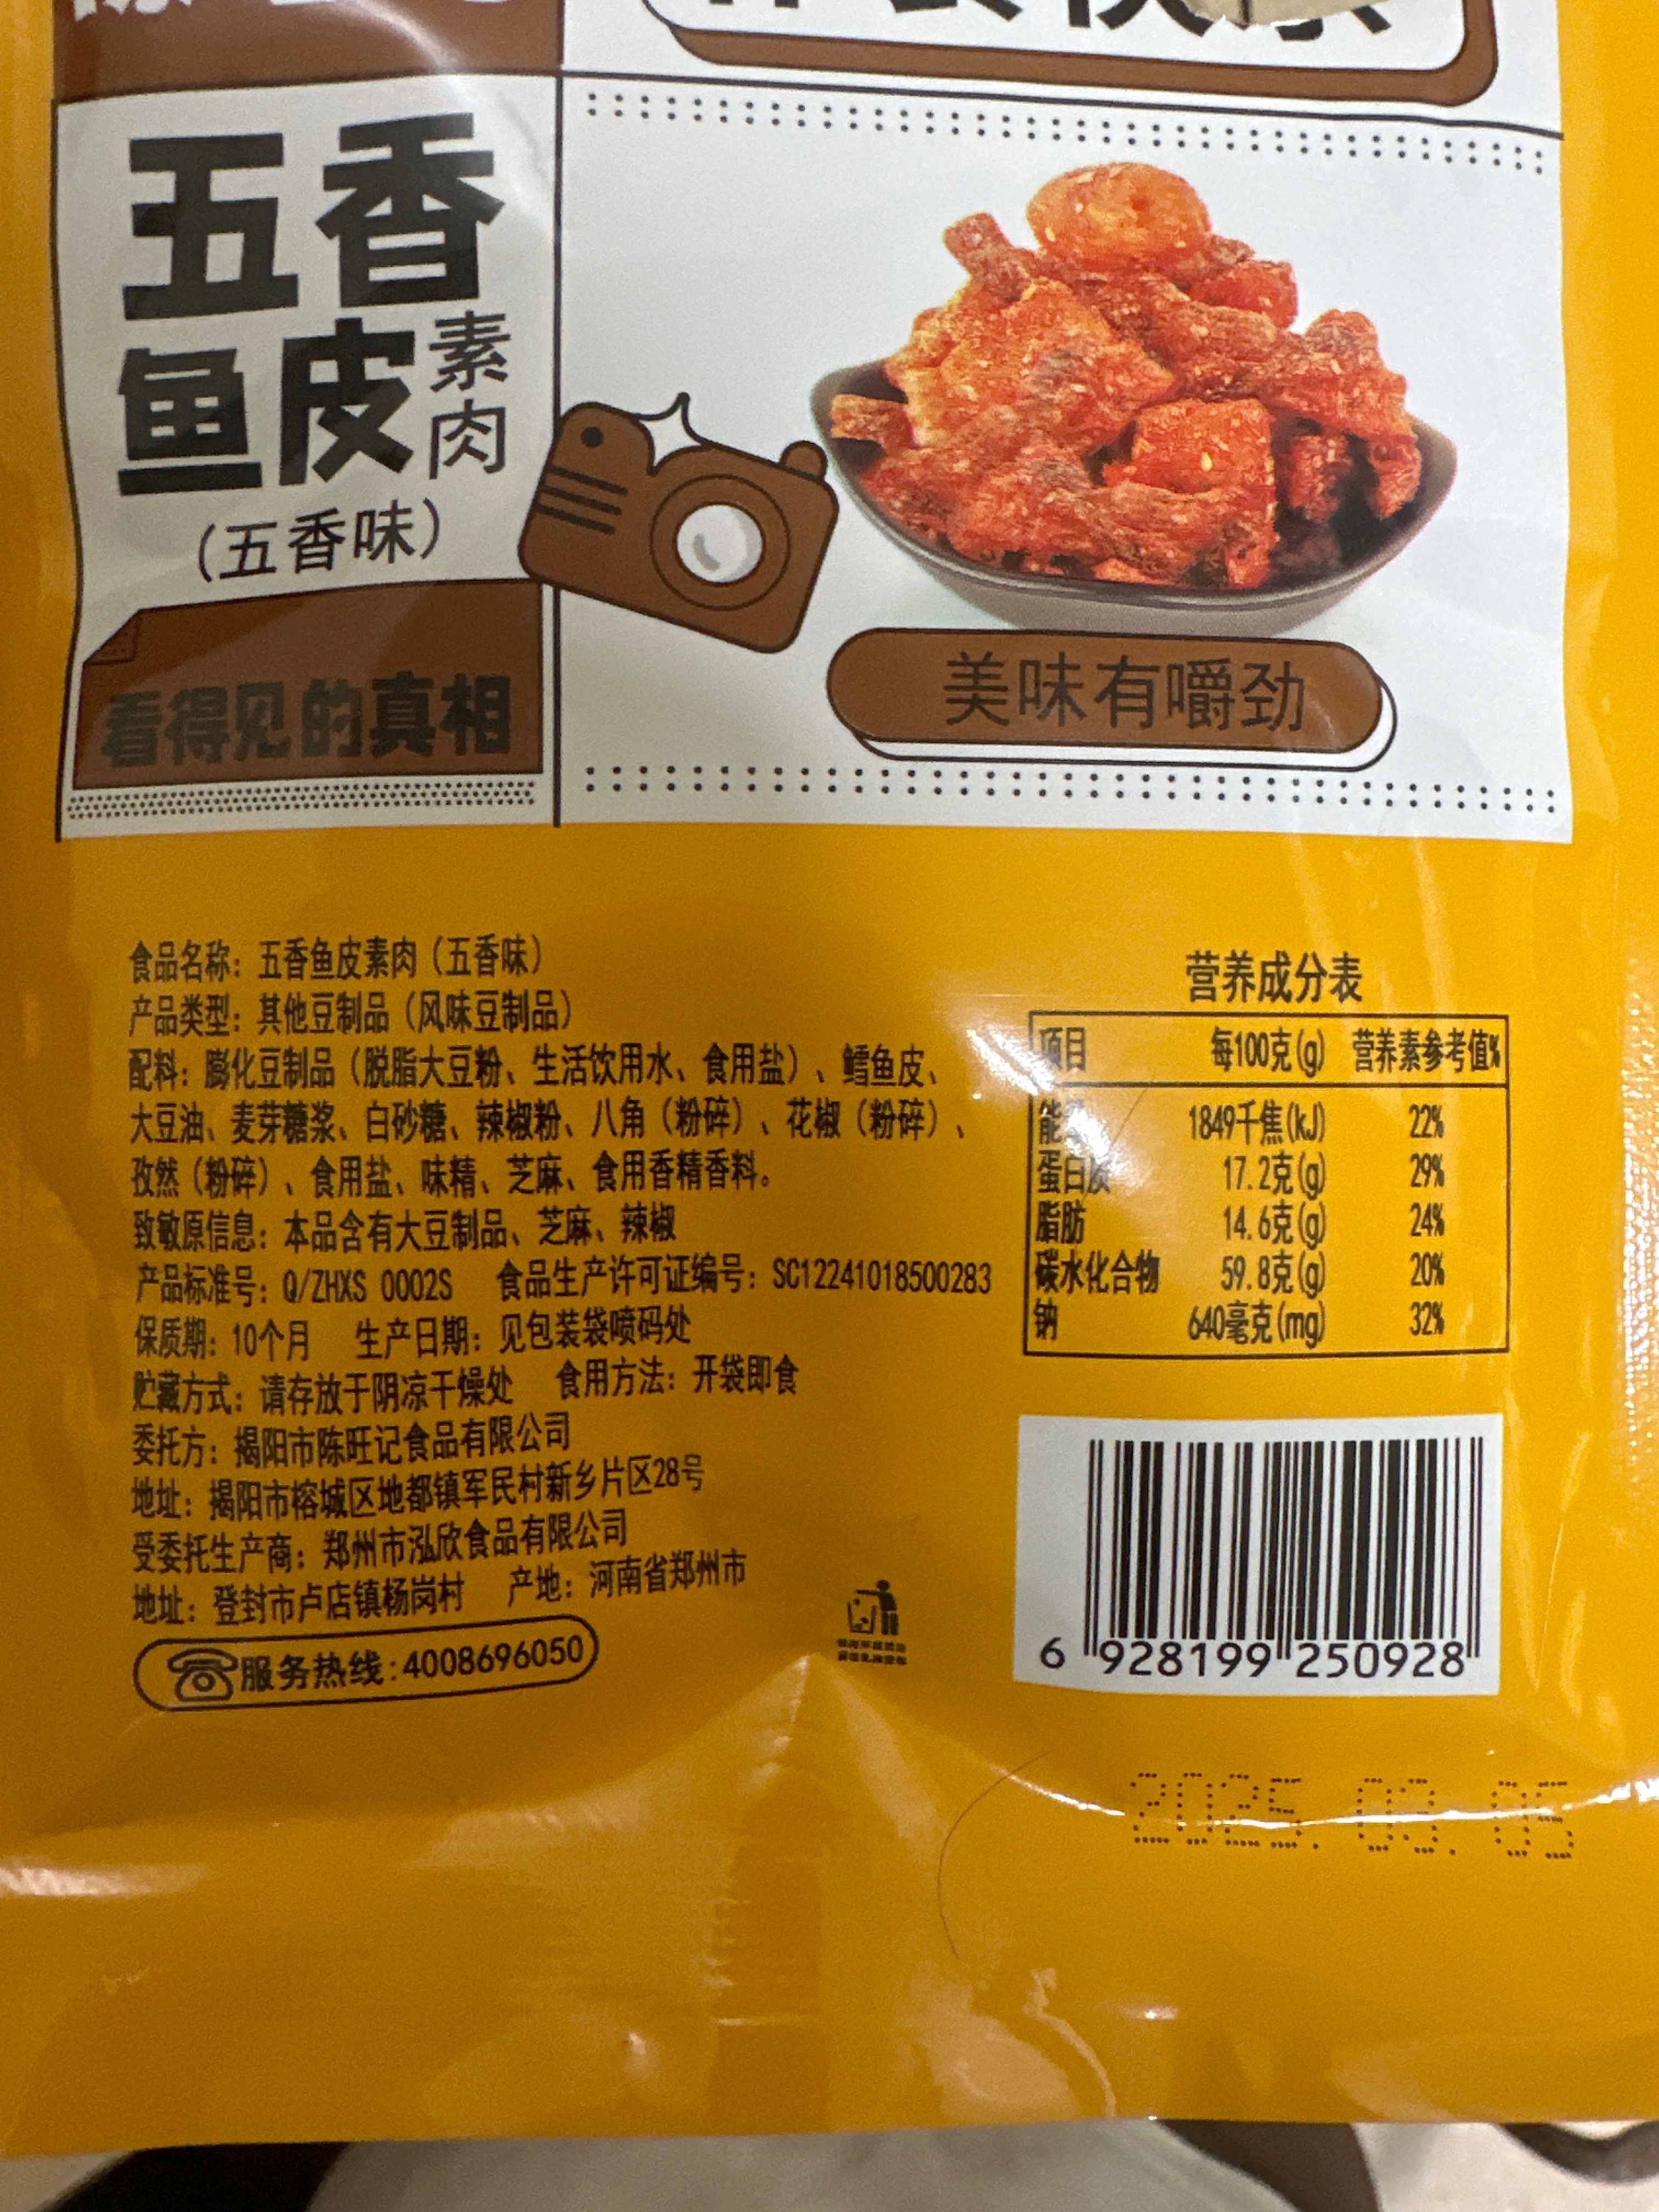 五香
鱼皮素肉
(五香味)
看得见的真相
美味有嚼劲
食品名称：五香鱼皮素肉（五香味）
产品类型：其他豆制品（风味豆制品）
配料：膨化豆制品（脱脂大豆粉、生活饮用水、食用盐）、鳕鱼皮、
大豆油、麦芽糖浆、白砂糖、辣椒粉、八角（粉碎）、花椒（粉碎）、
孜然（粉碎）、食用盐、味精、芝麻、食用香精香料。
致敏原信息：本品含有大豆制品、芝麻、辣椒
产品标准号：Q/ZHXS 0002S 食品生产许可证编号：SC12241018500283
保质期：10个月 生产日期：见包装袋喷码处
贮藏方式：请存放于阴凉干燥处 食用方法：开袋即食
委托方：揭阳市陈旺记食品有限公司
地址：揭阳市榕城区地都镇军民村新乡片区28号
受委托生产商：郑州市泓欣食品有限公司
地址：登封市卢店镇杨岗村 产地：河南省郑州市
服务热线:4008696050
营养成分表
项目 每100克(g) 营养素参考值%
能 1849千焦(kJ) 22%
蛋白质 17.2克(g) 29%
脂肪 14.6克(g) 24%
碳水化合物 59.8克(g) 20%
钠 640毫克(mg) 32%
6 928199 250928
2025.03.05